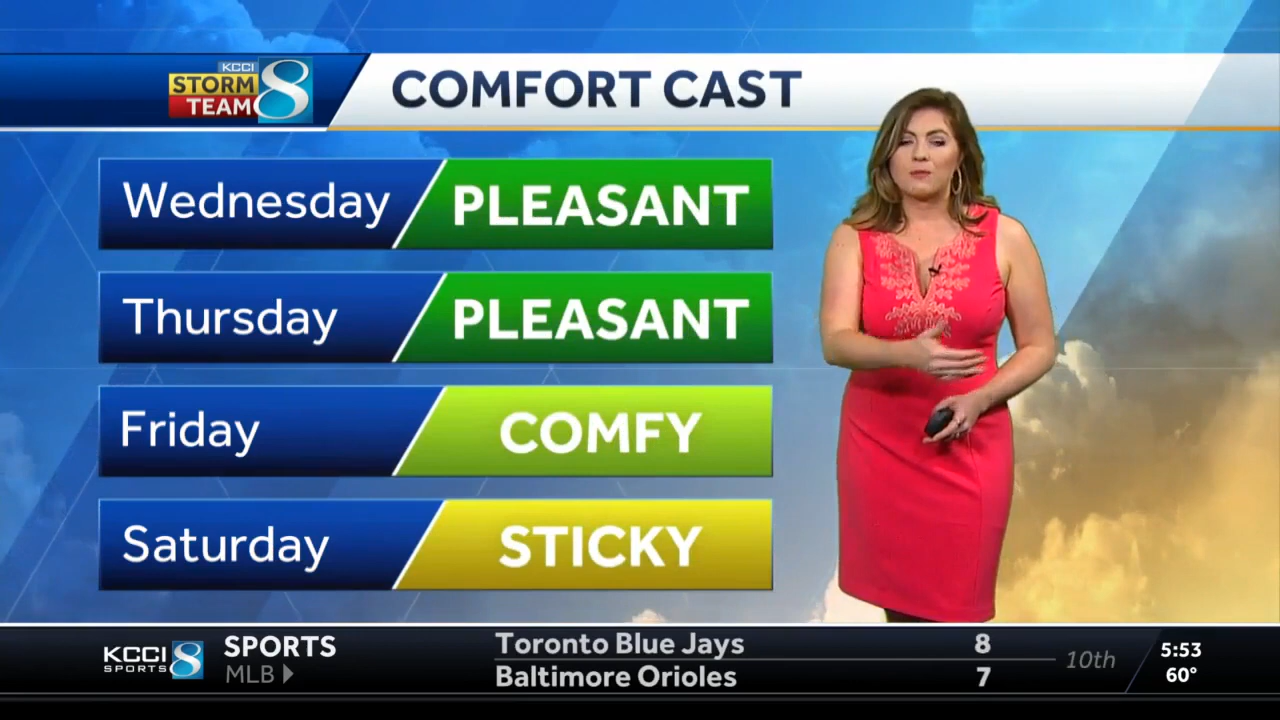 KCCI
STORM
TEAM 8
COMFORT CAST
Wednesday PLEASANT
Thursday PLEASANT
Friday COMFY
Saturday STICKY
KCCI 8
SPORTS
SPORTS
MLB
Toronto Blue Jays 8
Baltimore Orioles 7
10th
5:53
60°